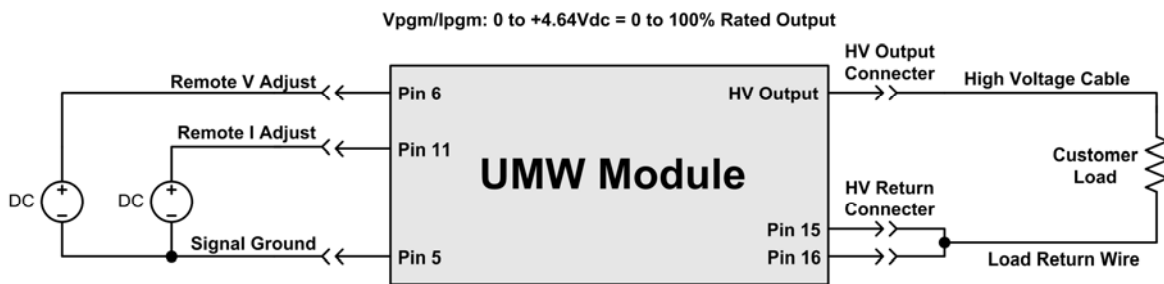 Vpgm/Ipgm: 0 to +4.64Vdc = 0 to 100% Rated Output
HV Output
Connecter
Remote V Adjust
Pin 6
HV Output
High Voltage Cable
Remote I Adjust
Pin 11
UMW Module
Customer
Load
DC
+
−
DC
+
−
HV Return
Connecter
Pin 15
Signal Ground
Pin 5
Pin 16
Load Return Wire